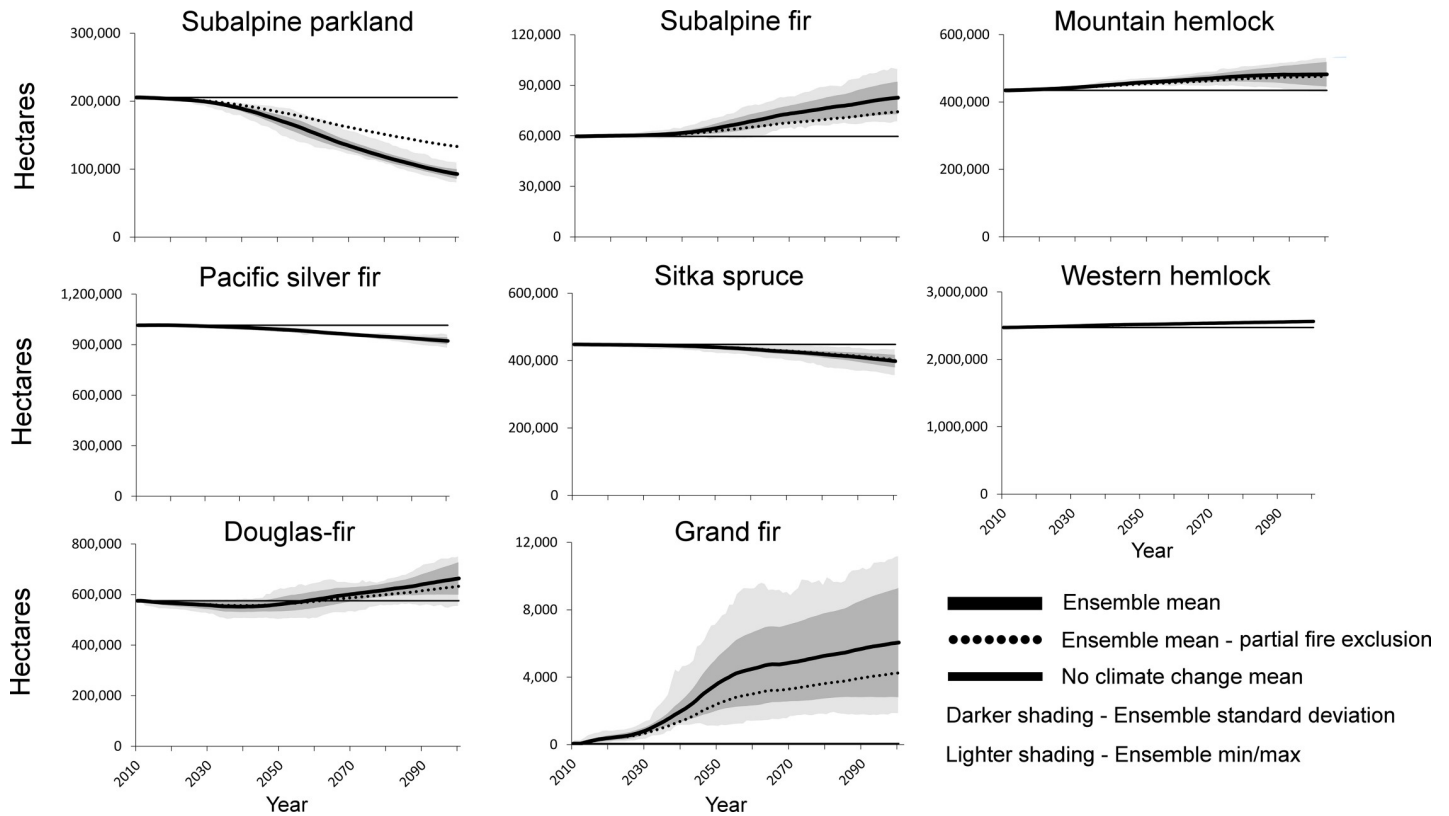 Subalpine parkland
300,000
200,000
100,000
0
Hectares
Subalpine fir
120,000
90,000
60,000
30,000
0
Mountain hemlock
600,000
400,000
200,000
0
Pacific silver fir
1,200,000
900,000
600,000
300,000
0
Hectares
Sitka spruce
600,000
400,000
200,000
0
Western hemlock
3,000,000
2,000,000
1,000,000
0
2010 2030 2050 2070 2090
Year
Douglas-fir
800,000
600,000
400,000
200,000
0
Hectares
2010 2030 2050 2070 2090
Year
Grand fir
12,000
8,000
4,000
0
2010 2030 2050 2070 2090
Year
Ensemble mean
Ensemble mean - partial fire exclusion
No climate change mean
Darker shading - Ensemble standard deviation
Lighter shading - Ensemble min/max